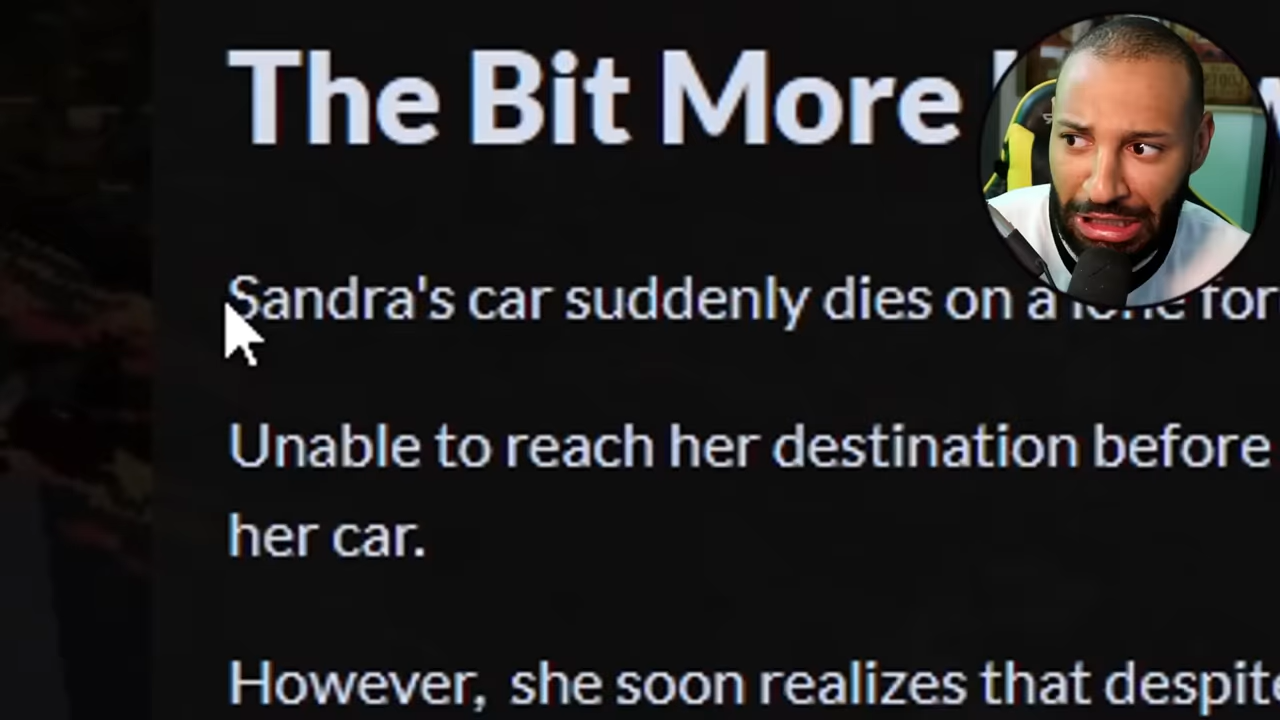 The Bit More
Sandra's car suddenly dies on a for
Unable to reach her destination before
her car.
However, she soon realizes that despite